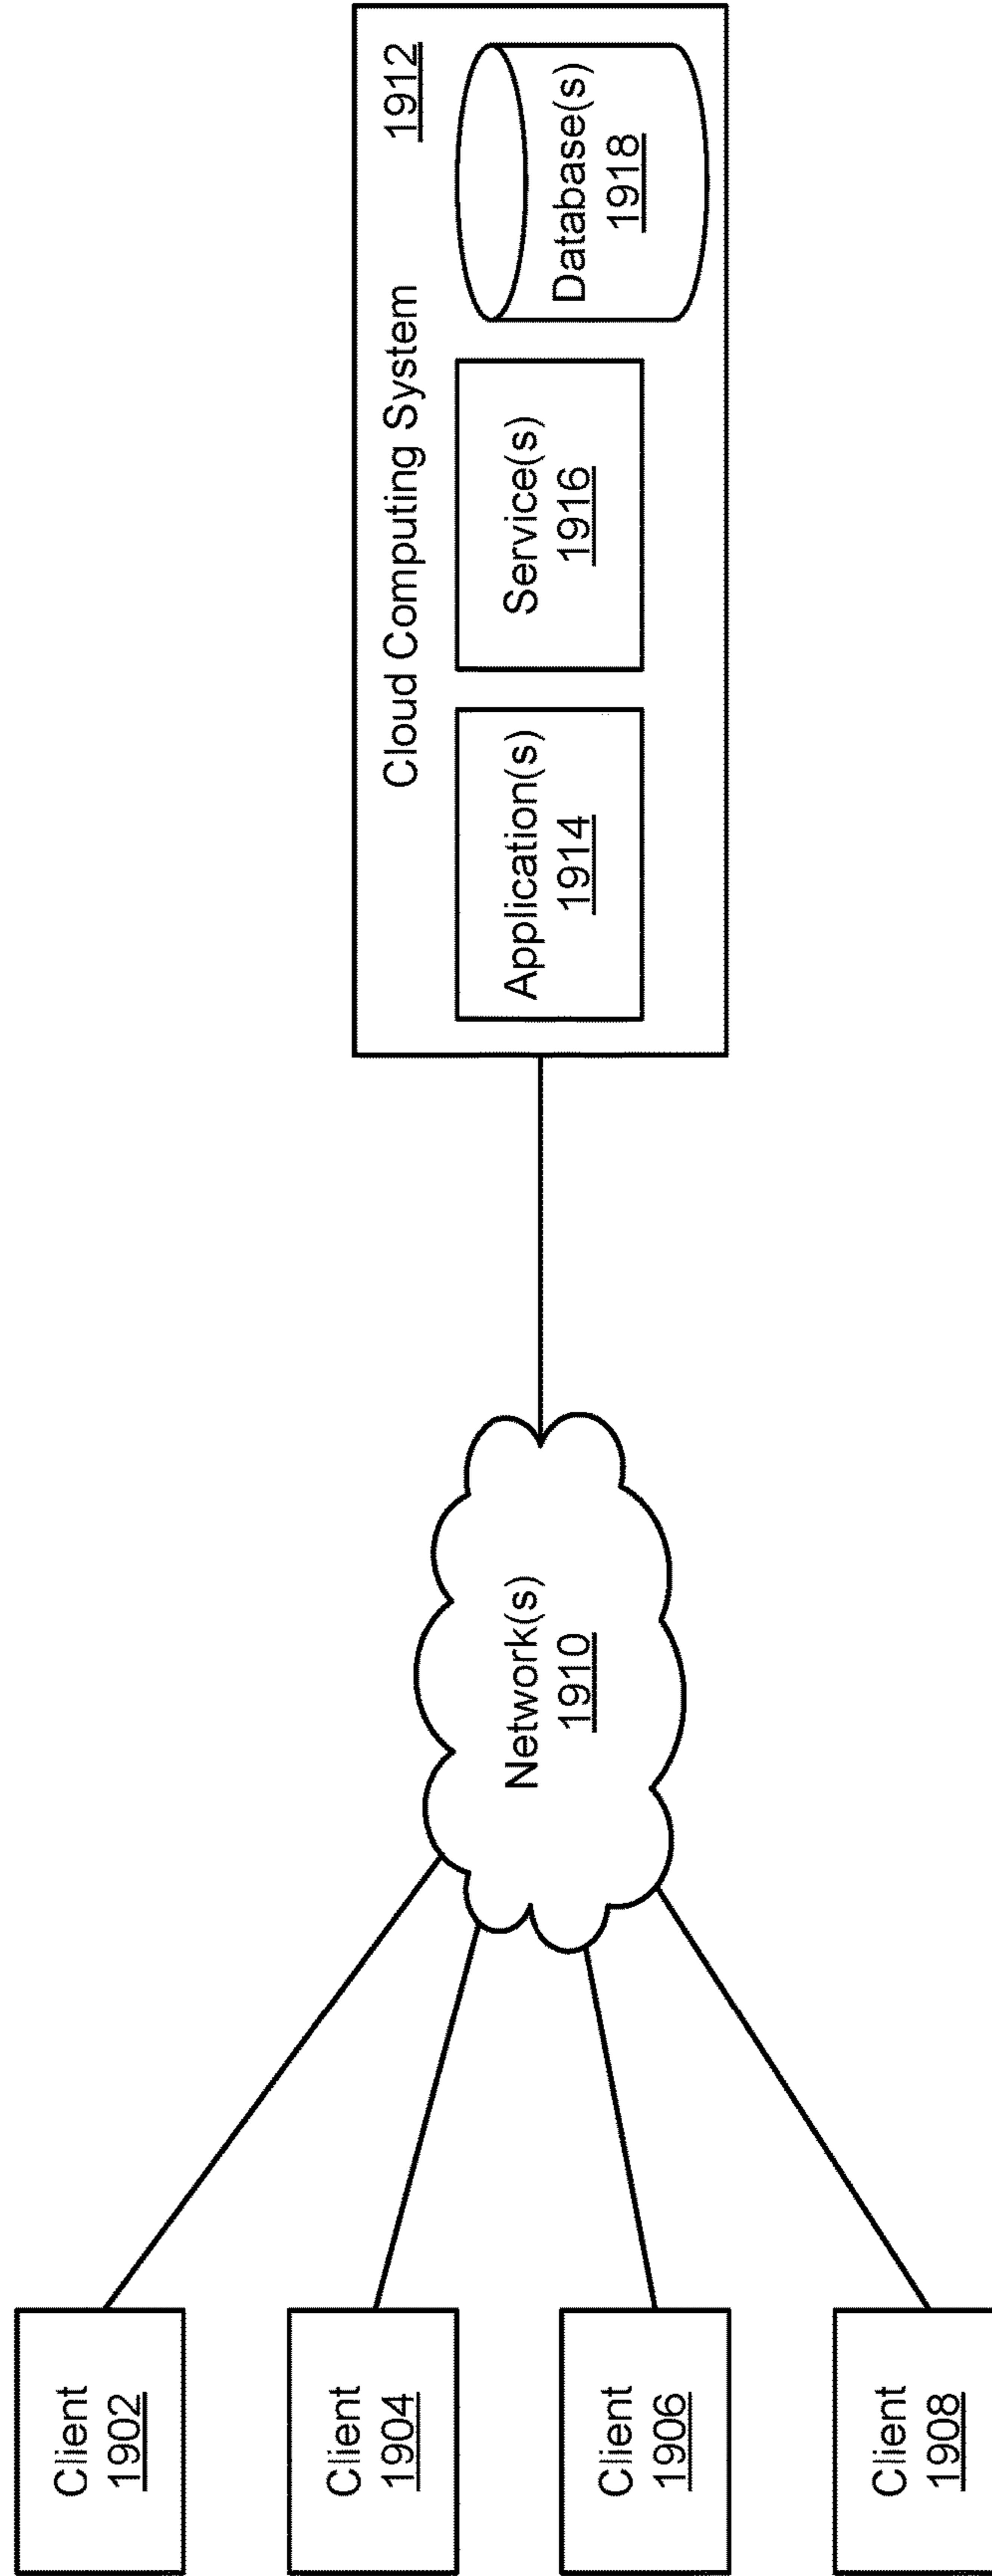 Client
1902
Client
1904
Client
1906
Client
1908
Network(s)
1910
Cloud Computing System
1912
Application(s)
1914
Service(s)
1916
Database(s)
1918